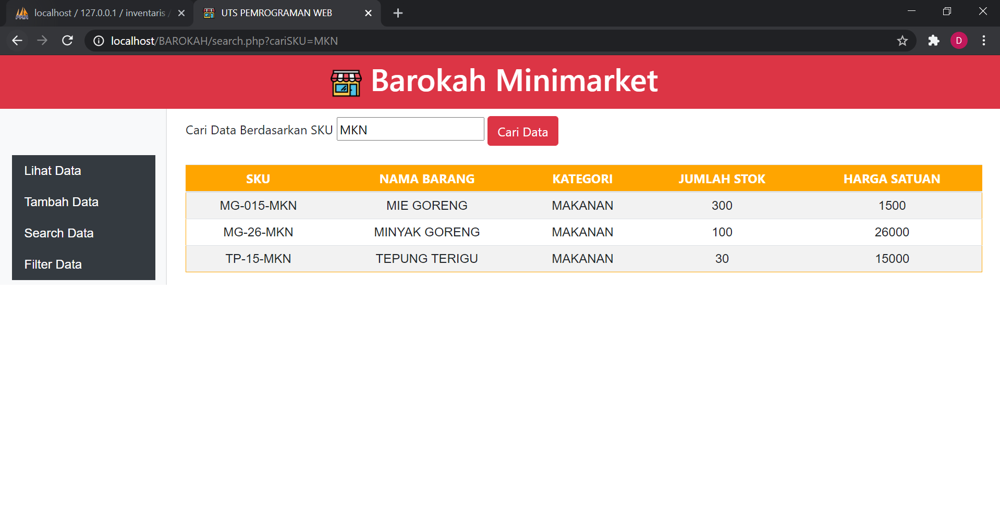 localhost / 127.0.0.1 / inventaris /
UTS PEMROGRAMAN WEB
localhost/BAROKAH/search.php?cariSKU=MKN
D
Barokah Minimarket
Cari Data Berdasarkan SKU MKN Cari Data
Lihat Data
Tambah Data
Search Data
Filter Data
SKU NAMA BARANG KATEGORI JUMLAH STOK HARGA SATUAN
MG-015-MKN MIE GORENG MAKANAN 300 1500
MG-26-MKN MINYAK GORENG MAKANAN 100 26000
TP-15-MKN TEPUNG TERIGU MAKANAN 30 15000